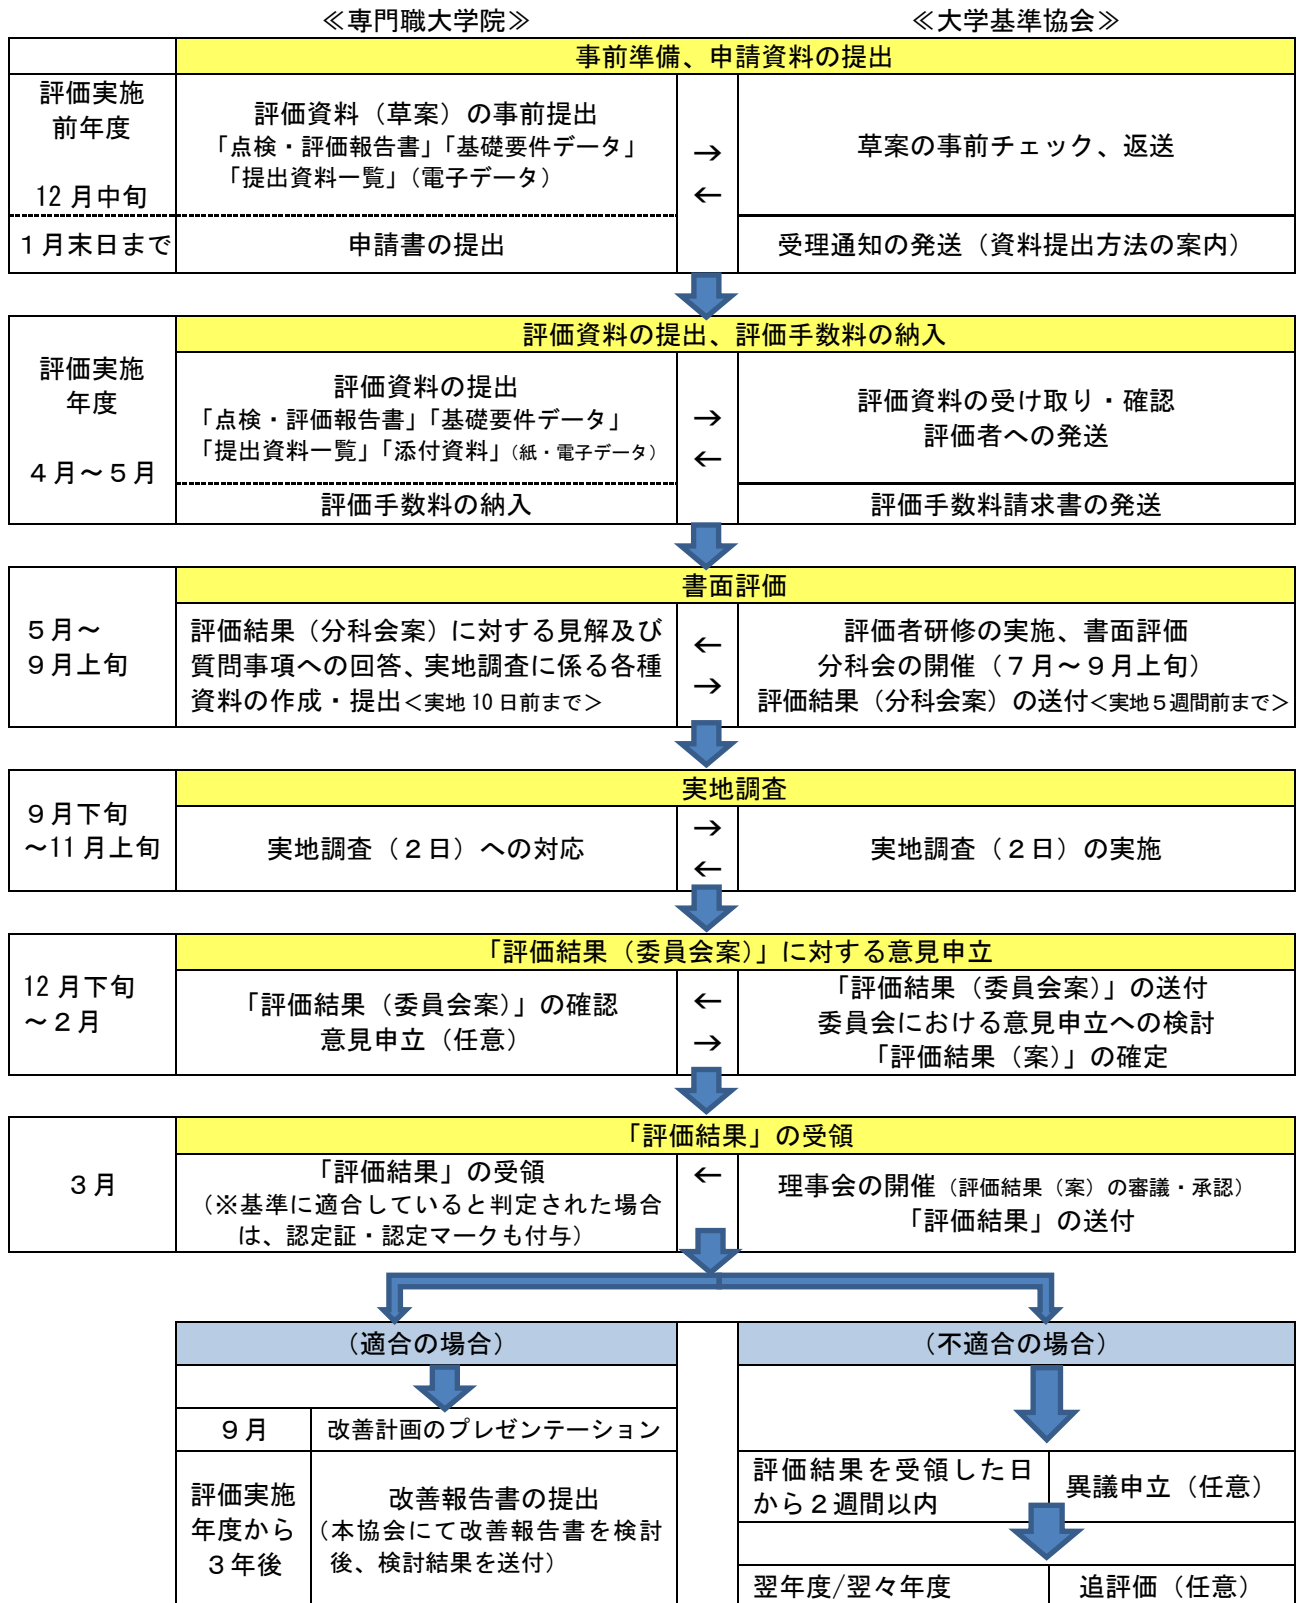 ≪専門職大学院≫
≪大学基準協会≫
事前準備、申請資料の提出
評価実施
前年度
12月中旬
評価資料（草案）の事前提出
「点検・評価報告書」「基礎要件データ」
「提出資料一覧」（電子データ）
→
←
草案の事前チェック、返送
１月末日まで
申請書の提出
受理通知の発送（資料提出方法の案内）
評価資料の提出、評価手数料の納入
評価実施
年度
４月～５月
評価資料の提出
「点検・評価報告書」「基礎要件データ」
「提出資料一覧」「添付資料」（紙・電子データ）
→
←
評価資料の受け取り・確認
評価者への発送
評価手数料の納入
評価手数料請求書の発送
書面評価
５月～
９月上旬
評価結果（分科会案）に対する見解及び
質問事項への回答、実地調査に係る各種
資料の作成・提出＜実地10日前まで＞
←
→
評価者研修の実施、書面評価
分科会の開催（７月～９月上旬）
評価結果（分科会案）の送付＜実地５週間前まで＞
実地調査
９月下旬
～11月上旬
実地調査（２日）への対応
→
←
実地調査（２日）の実施
「評価結果（委員会案）」に対する意見申立
12月下旬
～２月
「評価結果（委員会案）」の確認
意見申立（任意）
←
→
「評価結果（委員会案）」の送付
委員会における意見申立への検討
「評価結果（案）」の確定
「評価結果」の受領
３月
「評価結果」の受領
（※基準に適合していると判定された場合
は、認定証・認定マークも付与）
←
理事会の開催（評価結果（案）の審議・承認）
「評価結果」の送付
（適合の場合）
９月
改善計画のプレゼンテーション
評価実施
年度から
３年後
改善報告書の提出
（本協会にて改善報告書を検討
後、検討結果を送付）
（不適合の場合）
評価結果を受領した日
から２週間以内
異議申立（任意）
翌年度/翌々年度
追評価（任意）